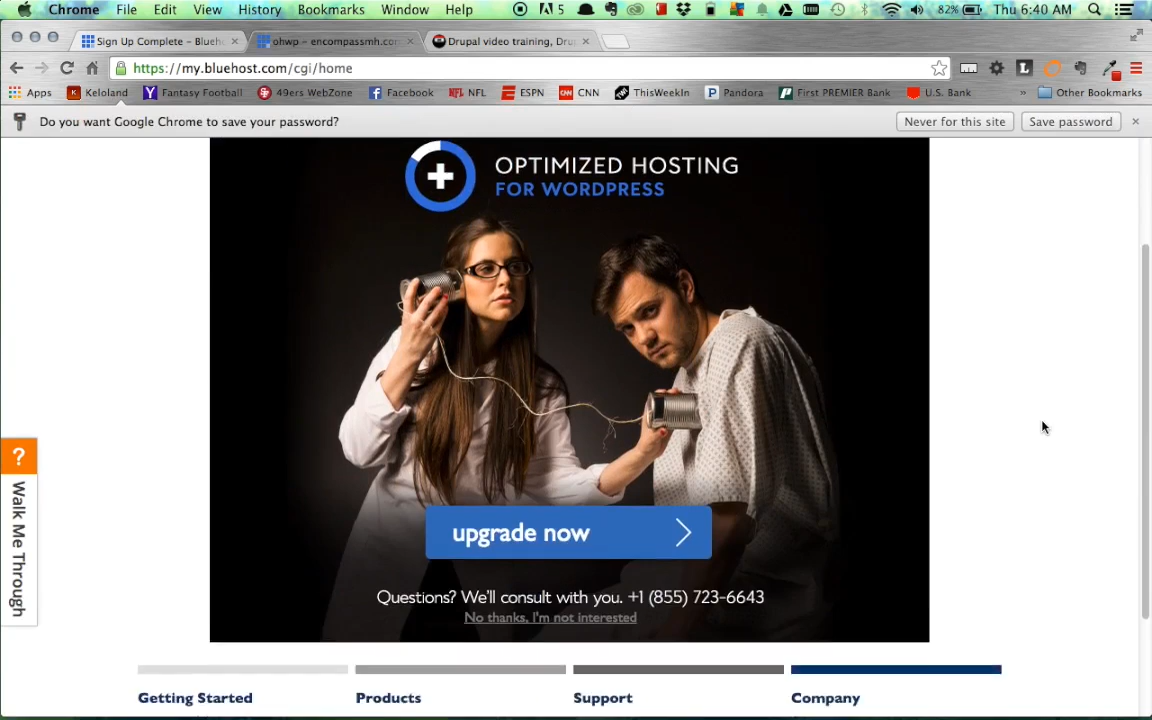 Chrome File Edit View History Bookmarks Window Help 5 82% Thu 6:40 AM
Sign Up Complete – Blueh
ohwp – encompassmh.co
Drupal video training, Dru
https://my.bluehost.com/cgi/home
Apps Keloland Fantasy Football 49ers WebZone Facebook NFL ESPN CNN ThisWeekIn Pandora First PREMIER Bank U.S. Bank » Other Bookmarks
Do you want Google Chrome to save your password? Never for this site Save password
OPTIMIZED HOSTING
FOR WORDPRESS
upgrade now
Questions? We'll consult with you. +1 (855) 723-6643
No thanks, I'm not interested
? Walk Me Through
Getting Started Products Support Company